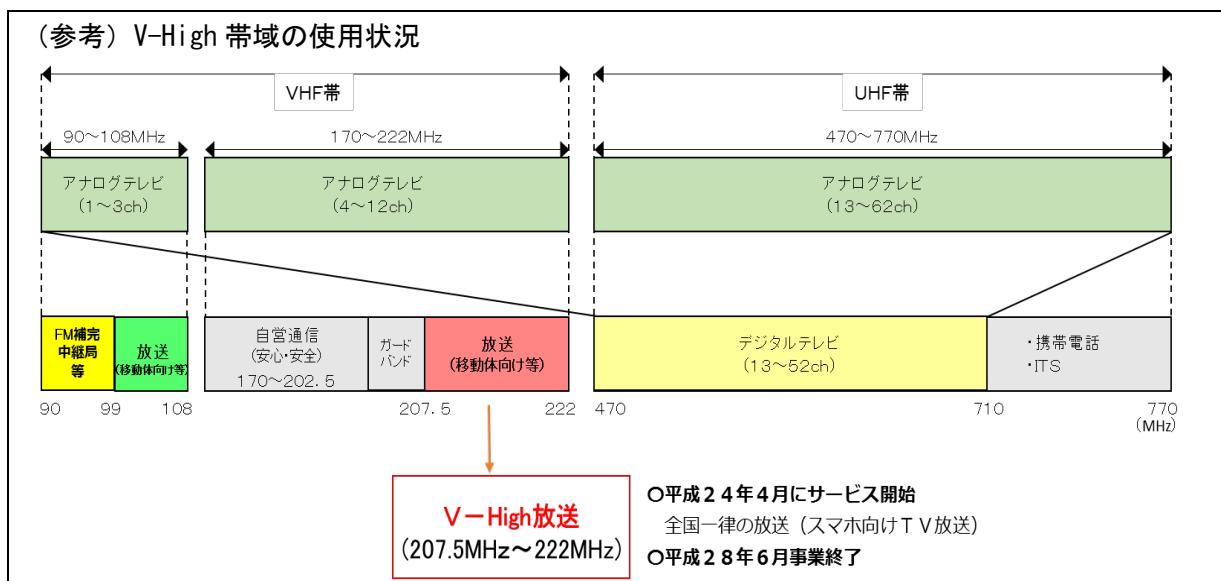 （参考）V-High 帯域の使用状況
VHF帯
UHF帯
90～108MHz
170～222MHz
470～770MHz
アナログテレビ
(1～3ch)
アナログテレビ
(4～12ch)
アナログテレビ
(13～62ch)
FM補完
中継局
等
放送
(移動体向け等)
自営通信
(安心・安全)
170～202.5
ガード
バンド
放送
(移動体向け等)
デジタルテレビ
(13～52ch)
・携帯電話
・ITS
90
99
108
207.5
222
470
710
770
(MHz)
V－High放送
(207.5MHz～222MHz)
〇平成２４年４月にサービス開始
全国一律の放送（スマホ向けＴＶ放送）
〇平成２８年６月事業終了